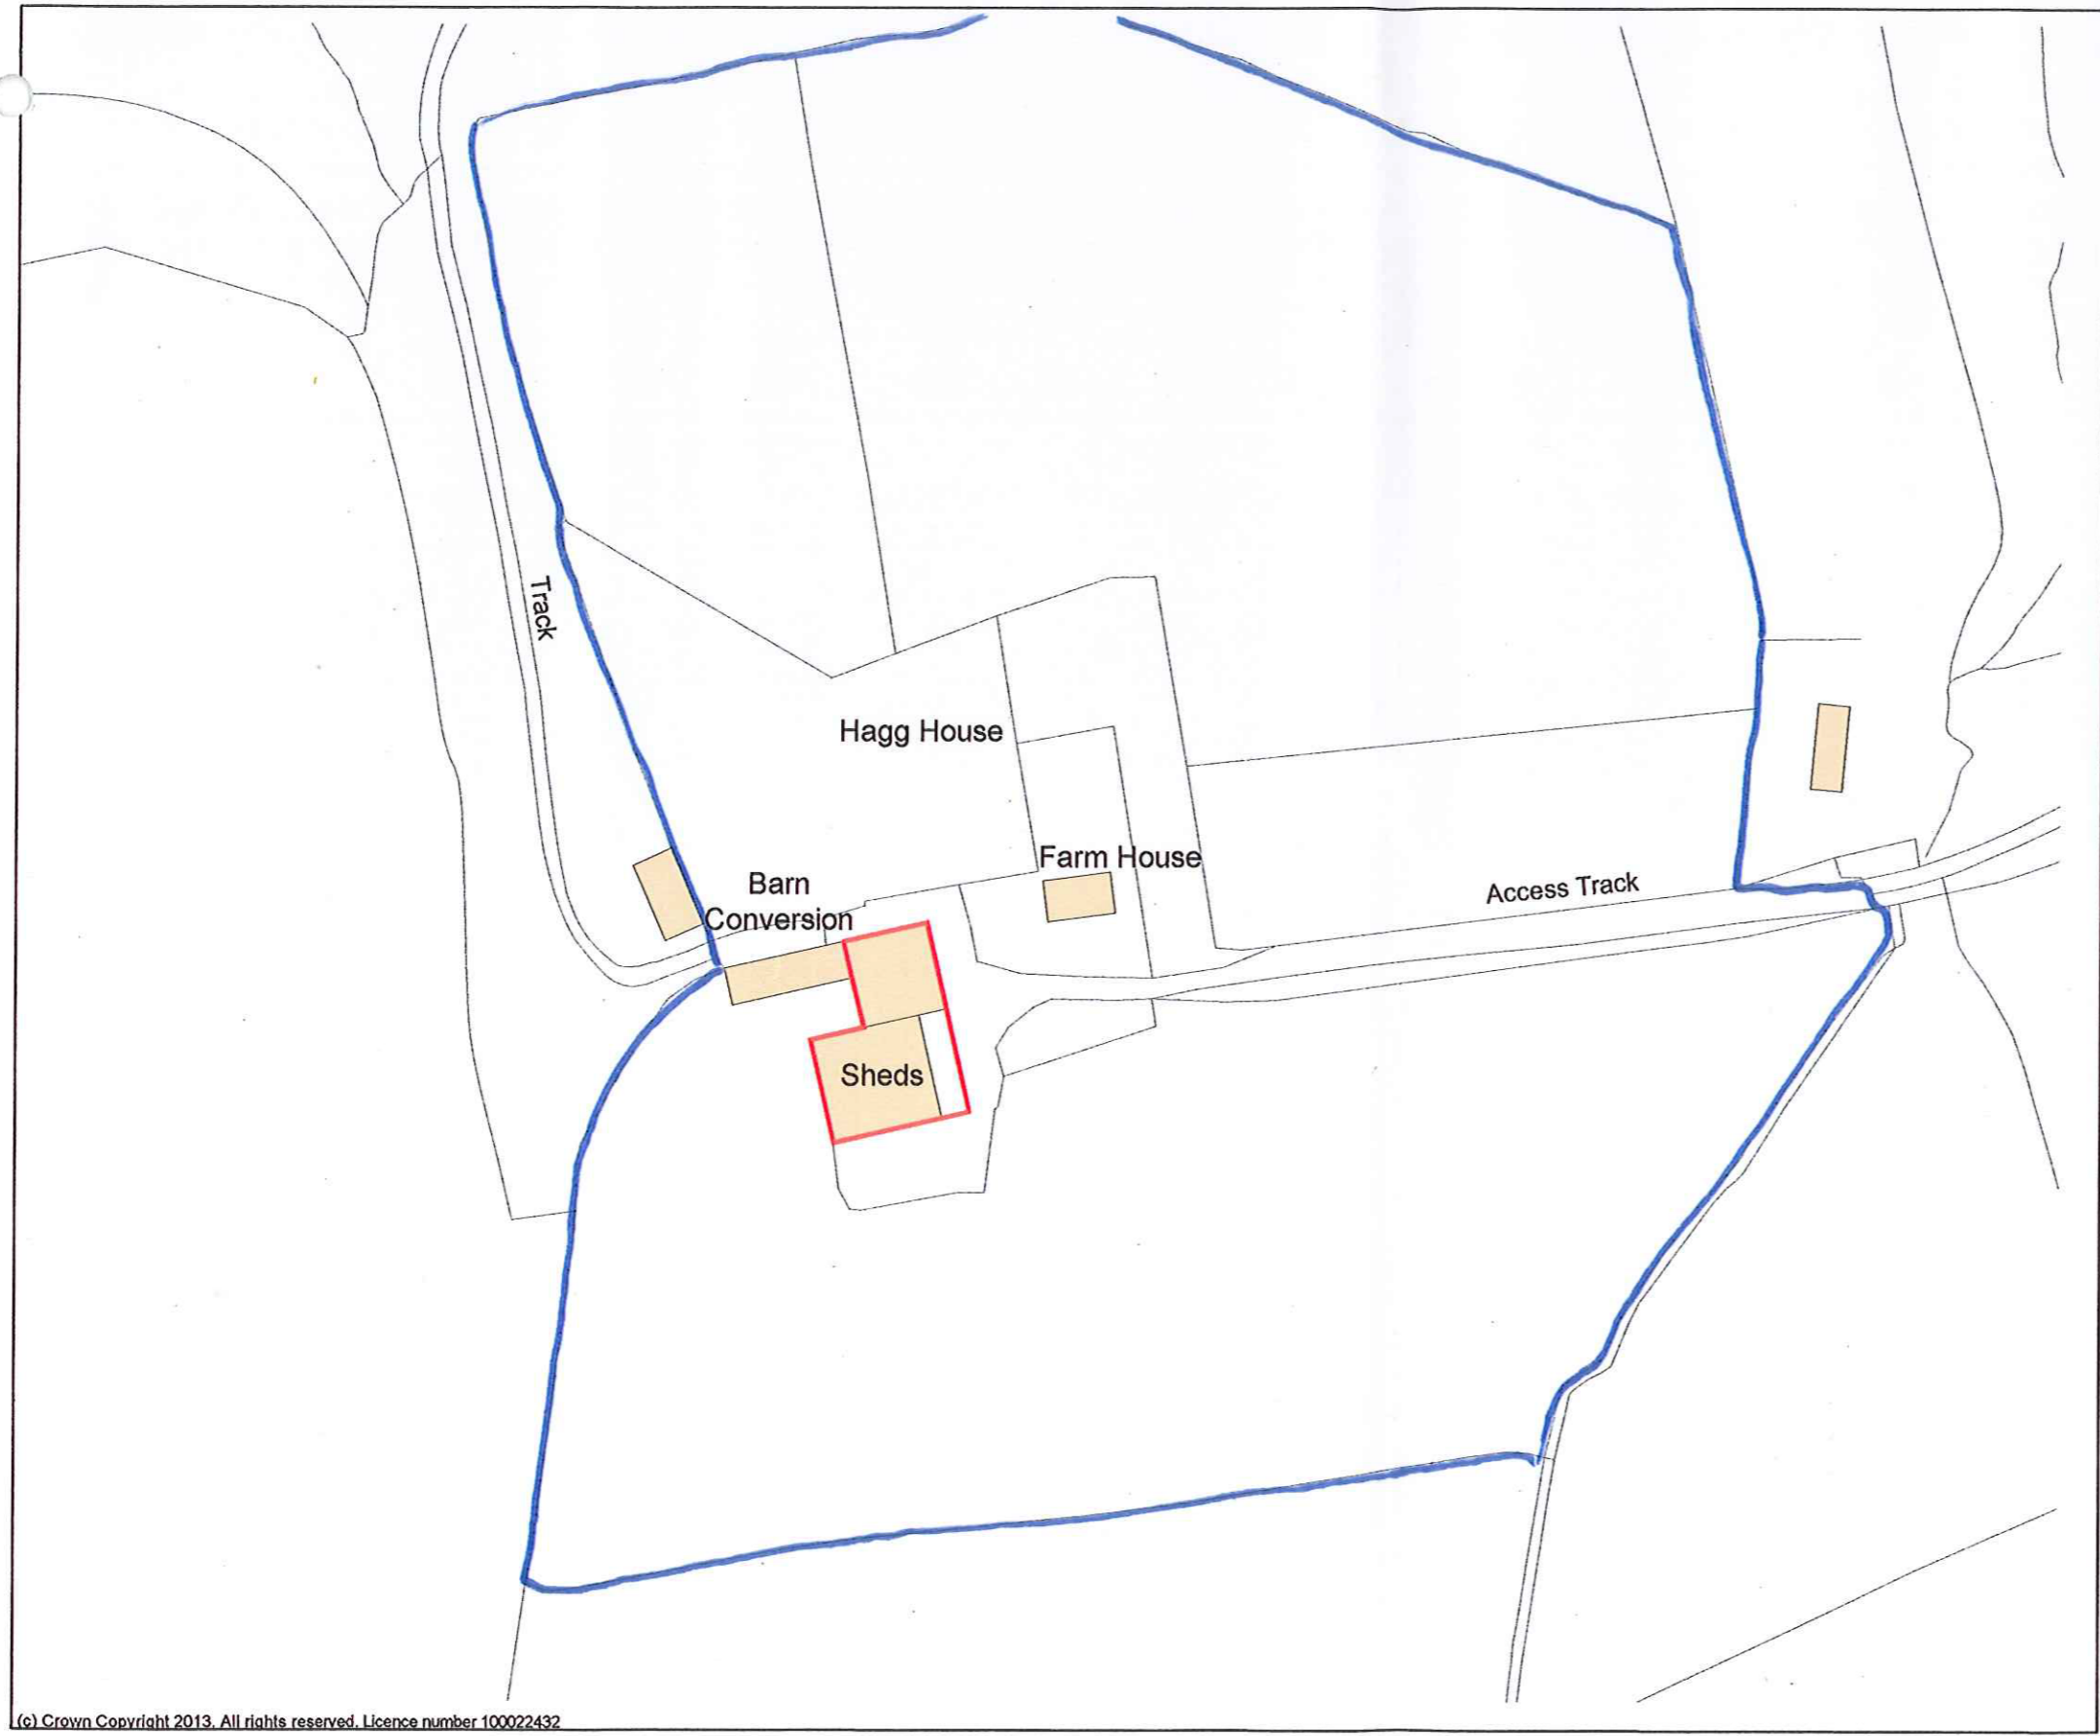 Track
Hagg House
Farm House
Barn
Conversion
Access Track
Sheds
(c) Crown Copyright 2013. All rights reserved. Licence number 100022432